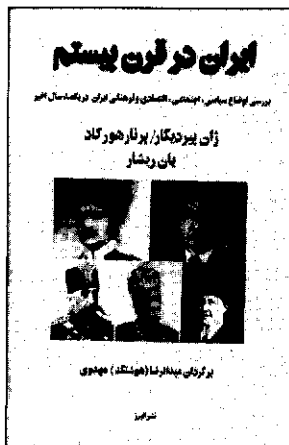 ایران در قرن بیستم
بررسی اوضاع سیاسی، اجتماعی، اقتصادی و فرهنگی ایران در یکصد سال اخیر
ژان پیر دیگار / برنار هورکاد
یان ریشار
برگردان عبدالرضا (هوشنگ) مهدوی
نشر البرز